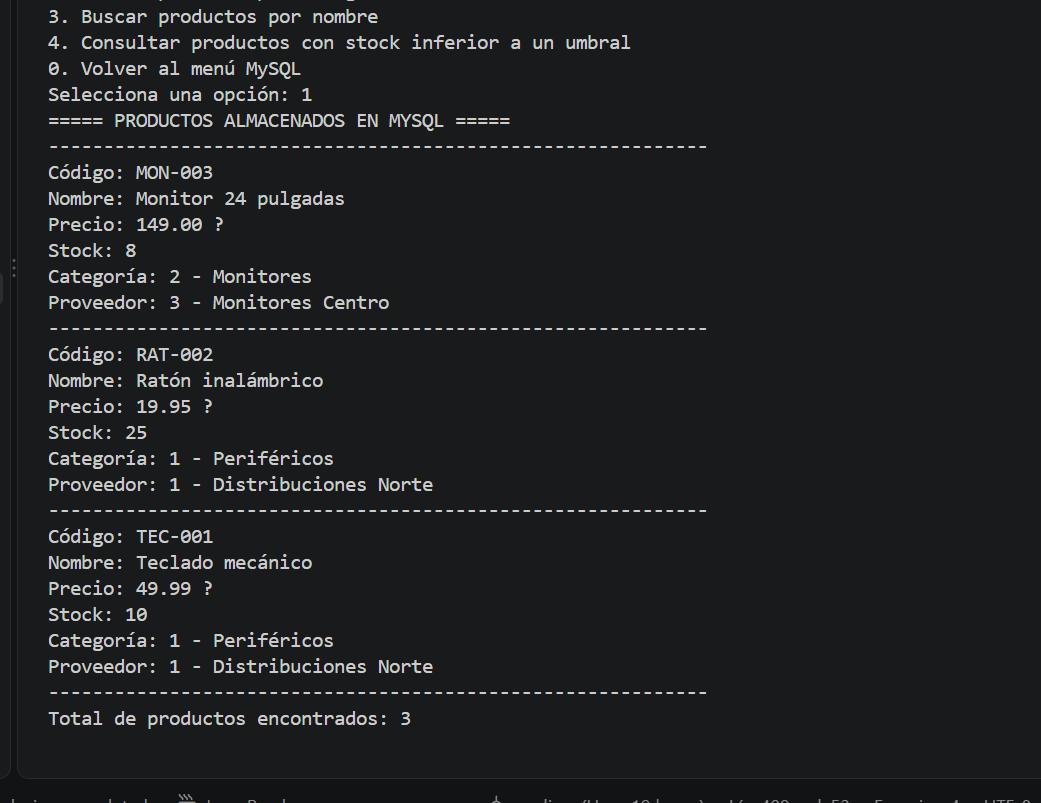 3. Buscar productos por nombre
4. Consultar productos con stock inferior a un umbral
0. Volver al menú MySQL
Selecciona una opción: 1
===== PRODUCTOS ALMACENADOS EN MYSQL =====
------------------------------------------------------------
Código: MON-003
Nombre: Monitor 24 pulgadas
Precio: 149.00 ?
Stock: 8
Categoría: 2 - Monitores
Proveedor: 3 - Monitores Centro
------------------------------------------------------------
Código: RAT-002
Nombre: Ratón inalámbrico
Precio: 19.95 ?
Stock: 25
Categoría: 1 - Periféricos
Proveedor: 1 - Distribuciones Norte
------------------------------------------------------------
Código: TEC-001
Nombre: Teclado mecánico
Precio: 49.99 ?
Stock: 10
Categoría: 1 - Periféricos
Proveedor: 1 - Distribuciones Norte
------------------------------------------------------------
Total de productos encontrados: 3